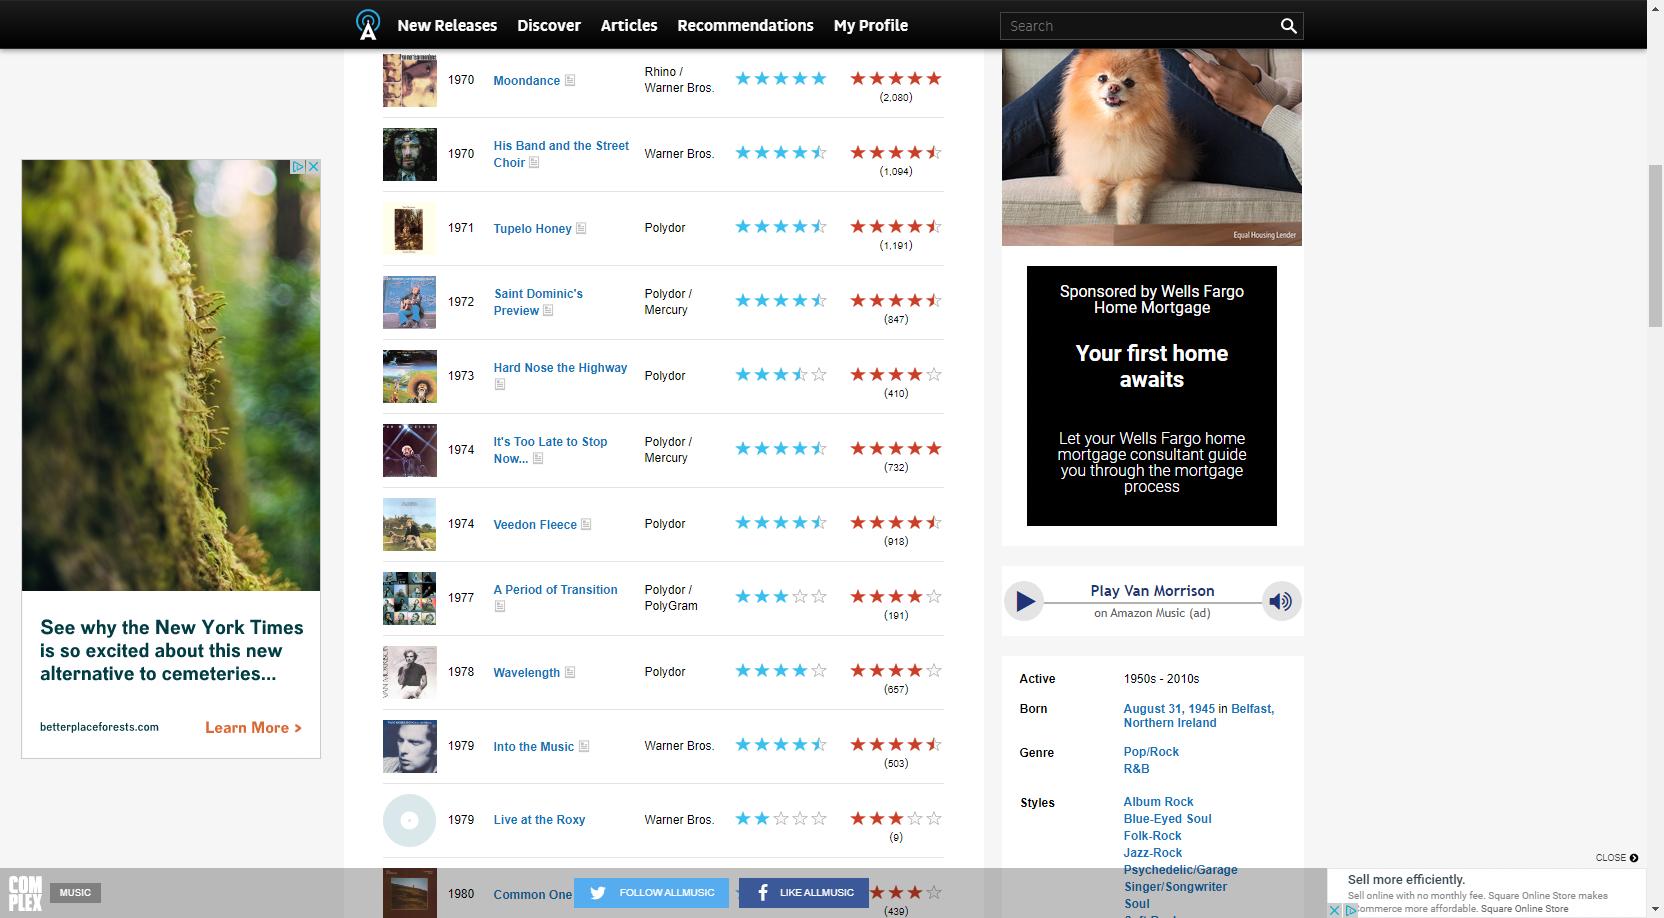 New Releases Discover Articles Recommendations My Profile Search
1970 Moondance Rhino /
Warner Bros.
(2,080)
1970 His Band and the Street
Choir Warner Bros.
(1,094)
1971 Tupelo Honey Polydor
(1,191)
1972 Saint Dominic's
Preview Polydor /
Mercury
(847)
1973 Hard Nose the Highway Polydor
(410)
1974 It's Too Late to Stop
Now... Polydor /
Mercury
(732)
1974 Veedon Fleece Polydor
(918)
1977 A Period of Transition Polydor /
PolyGram
(191)
1978 Wavelength Polydor
(657)
1979 Into the Music Warner Bros.
(503)
1979 Live at the Roxy Warner Bros.
(9)
1980 Common One
(439)
See why the New York Times
is so excited about this new
alternative to cemeteries...
betterplaceforests.com Learn More >
Equal Housing Lender
Sponsored by Wells Fargo
Home Mortgage
Your first home
awaits
Let your Wells Fargo home
mortgage consultant guide
you through the mortgage
process
Play Van Morrison
on Amazon Music (ad)
Active 1950s - 2010s
Born August 31, 1945 in Belfast,
Northern Ireland
Genre Pop/Rock
R&B
Styles Album Rock
Blue-Eyed Soul
Folk-Rock
Jazz-Rock
Psychedelic/Garage
Singer/Songwriter
Soul
CLOSE
COMPLEX MUSIC
FOLLOW ALLMUSIC LIKE ALLMUSIC
Sell more efficiently.
Sell online with no monthly fee. Square Online Store makes
commerce more affordable. Square Online Store